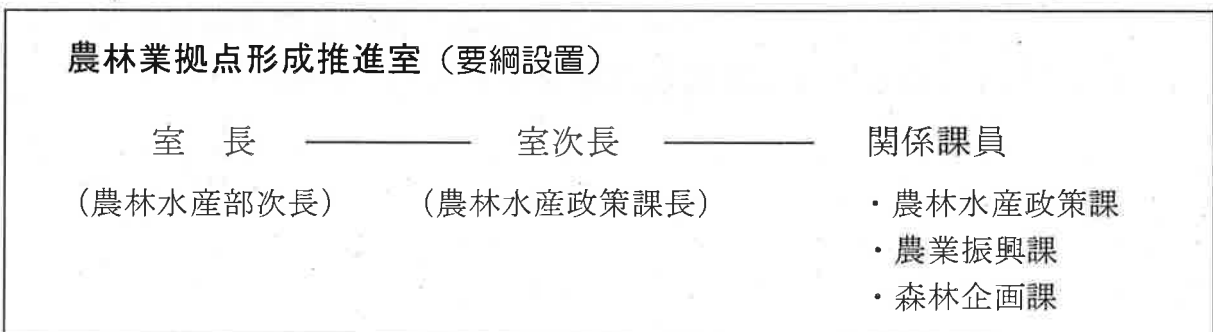 農林業拠点形成推進室（要綱設置）
室　長 ――― 室次長 ――― 関係課員
（農林水産部次長）　（農林水産政策課長）　・農林水産政策課
・農業振興課
・森林企画課